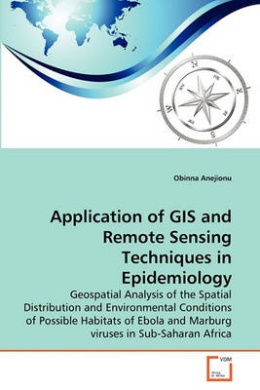 Obinna Anejionu
Application of GIS and
Remote Sensing
Techniques in
Epidemiology
Geospatial Analysis of the Spatial
Distribution and Environmental Conditions
of Possible Habitats of Ebola and Marburg
viruses in Sub-Saharan Africa
VDM